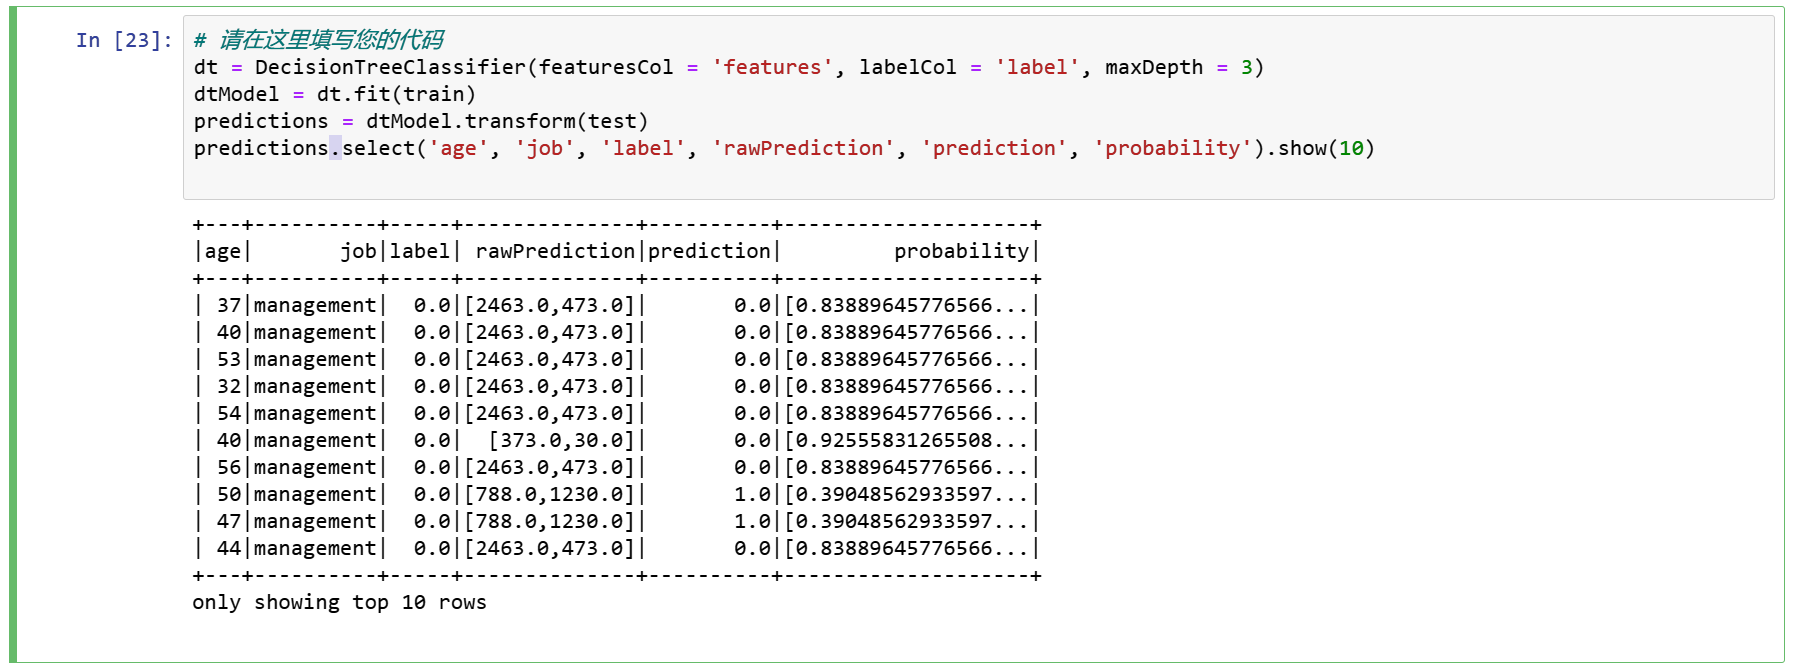 In [23]:
# 请在这里填写您的代码
dt = DecisionTreeClassifier(featuresCol = 'features', labelCol = 'label', maxDepth = 3)
dtModel = dt.fit(train)
predictions = dtModel.transform(test)
predictions.select('age', 'job', 'label', 'rawPrediction', 'prediction', 'probability').show(10)
+---+----------+-----+--------------+----------+--------------------+
|age|       job|label| rawPrediction|prediction|         probability|
+---+----------+-----+--------------+----------+--------------------+
| 37|management|  0.0|[2463.0,473.0]|       0.0|[0.83889645776566...|
| 40|management|  0.0|[2463.0,473.0]|       0.0|[0.83889645776566...|
| 53|management|  0.0|[2463.0,473.0]|       0.0|[0.83889645776566...|
| 32|management|  0.0|[2463.0,473.0]|       0.0|[0.83889645776566...|
| 54|management|  0.0|[2463.0,473.0]|       0.0|[0.83889645776566...|
| 40|management|  0.0|  [373.0,30.0]|       0.0|[0.92555831265508...|
| 56|management|  0.0|[2463.0,473.0]|       0.0|[0.83889645776566...|
| 50|management|  0.0|[788.0,1230.0]|       1.0|[0.39048562933597...|
| 47|management|  0.0|[788.0,1230.0]|       1.0|[0.39048562933597...|
| 44|management|  0.0|[2463.0,473.0]|       0.0|[0.83889645776566...|
+---+----------+-----+--------------+----------+--------------------+
only showing top 10 rows